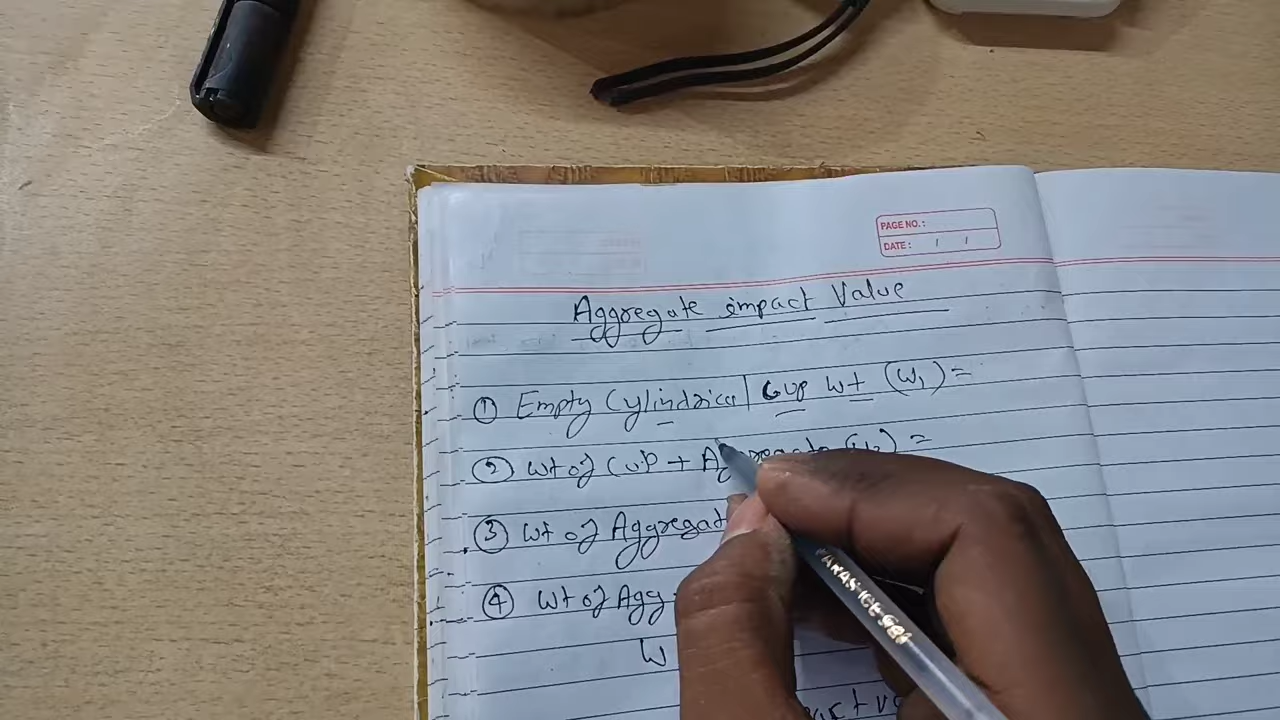 PAGE NO.:
DATE: / /
Aggregate impact Value
① Empty Cylindrical Cup wt (W₁) =
② wt of Cup + Aggregate (W₂) =
③ wt of Aggregat
④ wt of Agg
W